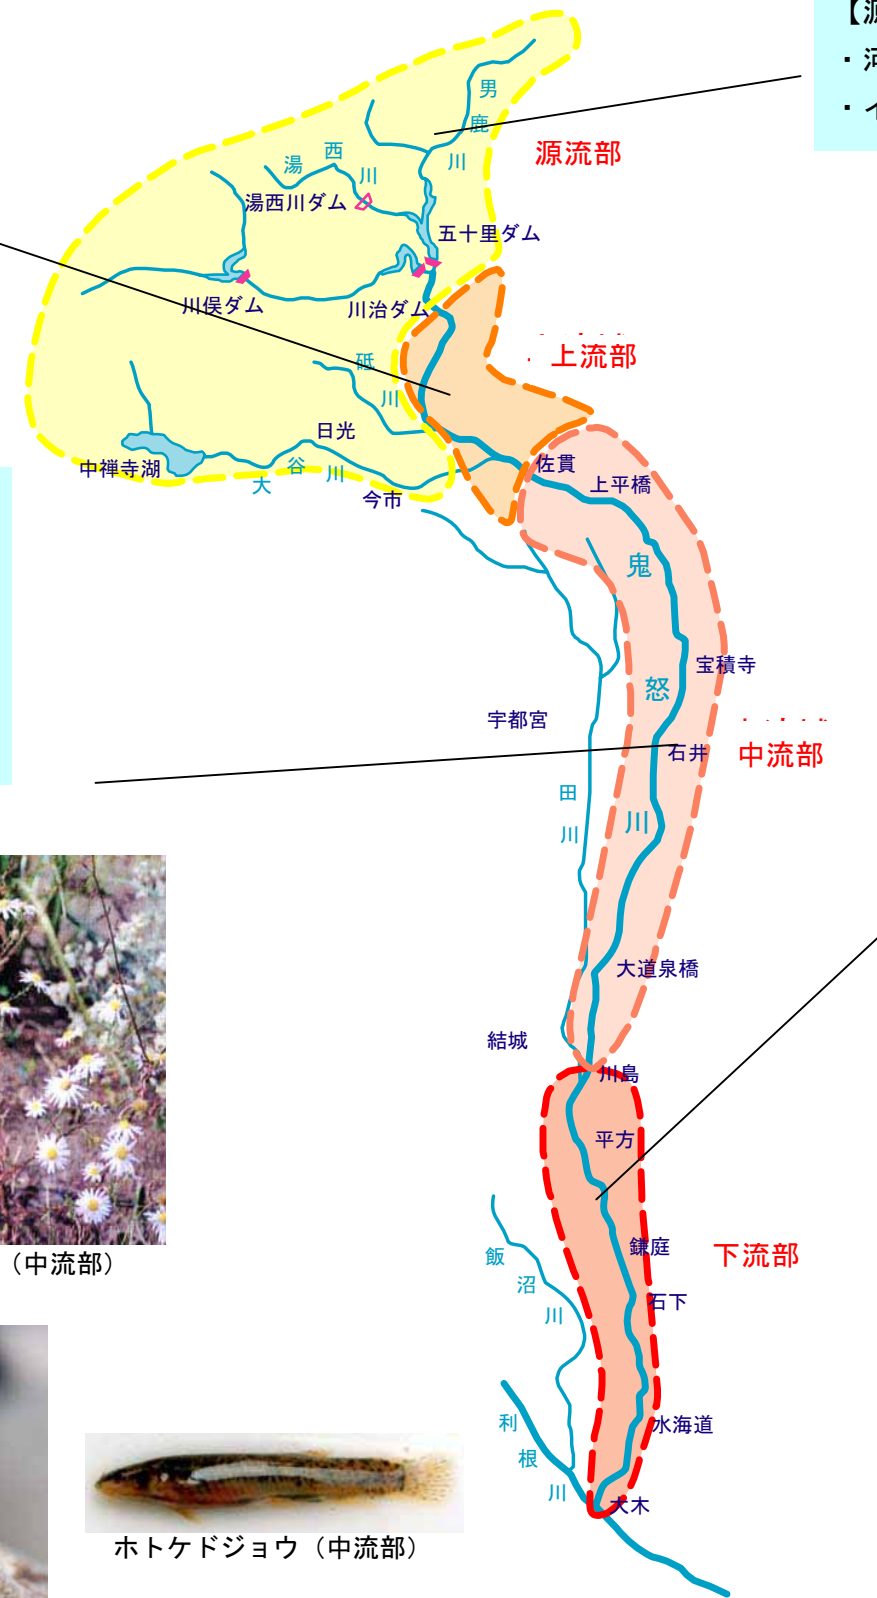 【源
・河
・イ
男鹿川
源流部
湯西川
湯西川ダム
五十里ダム
川俣ダム
川治ダム
上流部
砥川
日光
中禅寺湖
大谷川
今市
佐貫
上平橋
鬼怒川
宝積寺
宇都宮
石井
中流部
田川
大道泉橋
結城
川島
平方
(中流部)
飯沼川
鎌庭
下流部
石下
利根川
水海道
大木
ホトケドジョウ(中流部)